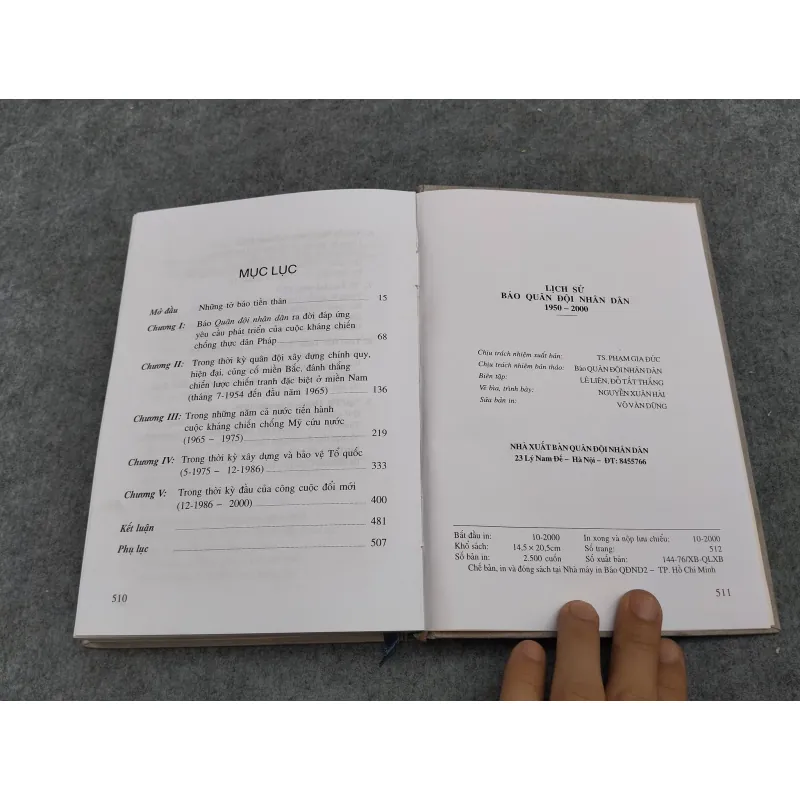 MỤC LỤC
Mở đầu Những tờ báo tiền thân 15
Chương I: Báo Quân đội nhân dân ra đời đáp ứng
yêu cầu phát triển của cuộc kháng chiến
chống thực dân Pháp 68
Chương II: Trong thời kỳ quân đội xây dựng chính quy,
hiện đại, củng cố miền Bắc, đánh thắng
chiến lược chiến tranh đặc biệt ở miền Nam
(tháng 7-1954 đến đầu năm 1965) 136
Chương III: Trong những năm cả nước tiến hành
cuộc kháng chiến chống Mỹ cứu nước
(1965 – 1975) 219
Chương IV: Trong thời kỳ xây dựng và bảo vệ Tổ quốc
(5-1975 – 12-1986) 333
Chương V: Trong thời kỳ đầu của công cuộc đổi mới
(12-1986 – 2000) 400
Kết luận 481
Phụ lục 507
510
LỊCH SỬ
BÁO QUÂN ĐỘI NHÂN DÂN
1950 – 2000
Chịu trách nhiệm xuất bản: TS. PHẠM GIA ĐỨC
Chịu trách nhiệm bản thảo: Báo QUÂN ĐỘI NHÂN DÂN
Biên tập: LÊ LIÊN, ĐỖ TẤT THẮNG
Vẽ bìa, trình bày: NGUYỄN XUÂN HẢI
Sửa bản in: VÕ VĂN DŨNG
NHÀ XUẤT BẢN QUÂN ĐỘI NHÂN DÂN
23 Lý Nam Đế – Hà Nội – ĐT: 8455766
Bắt đầu in: 10-2000 In xong và nộp lưu chiểu: 10-2000
Khổ sách: 14,5 × 20,5cm Số trang: 512
Số bản in: 2.500 cuốn Số xuất bản: 144-76/XB-QLXB
Chế bản, in và đóng sách tại Nhà máy in Báo QĐND2 – TP. Hồ Chí Minh
511